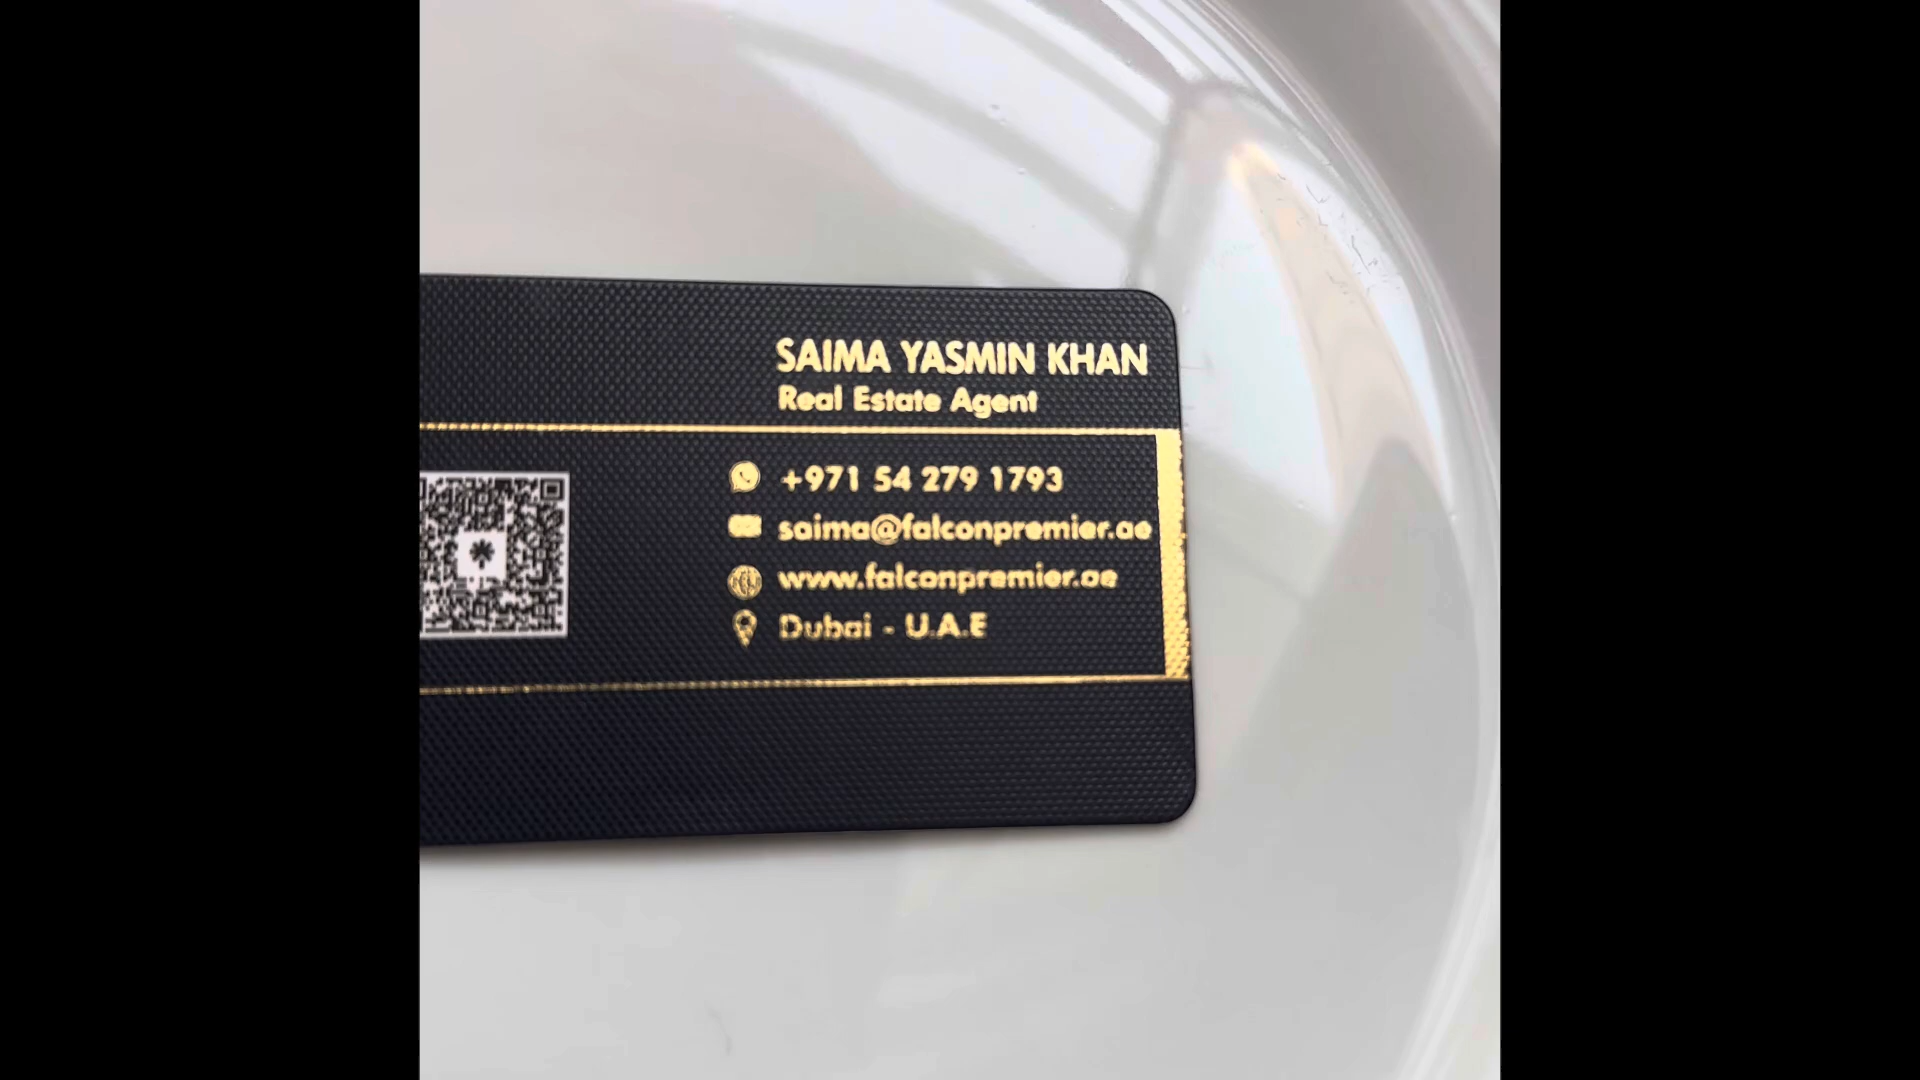 SAIMA YASMIN KHAN
Real Estate Agent
+971 54 279 1793
saima@falconpremier.ae
www.falconpremier.ae
Dubai - U.A.E